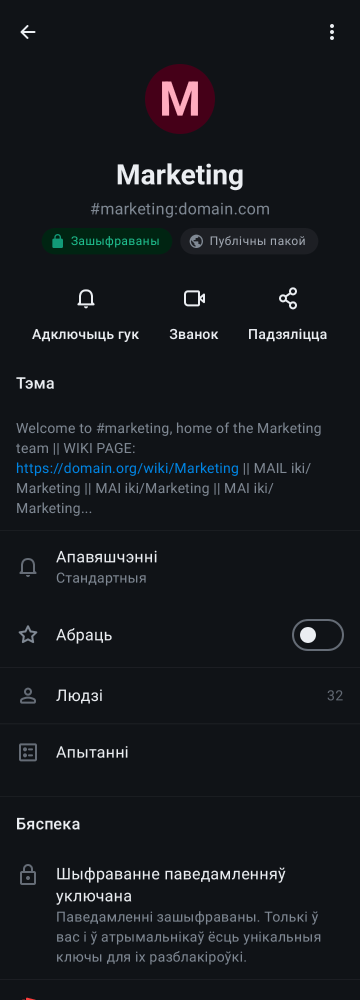 M
Marketing
#marketing:domain.com
Зашыфраваны
Публічны пакой
Адключыць гук
Званок
Падзяліцца
Тэма
Welcome to #marketing, home of the Marketing
team || WIKI PAGE:
https://domain.org/wiki/Marketing || MAIL iki/
Marketing || MAI iki/Marketing || MAI iki/
Marketing...
Апавяшчэнні
Стандартныя
Абраць
Людзі
32
Апытанні
Бяспека
Шыфраванне паведамленняў
уключана
Паведамленні зашыфраваны. Толькі ў
вас і ў атрымальнікаў ёсць унікальныя
ключы для іх разблакіроўкі.